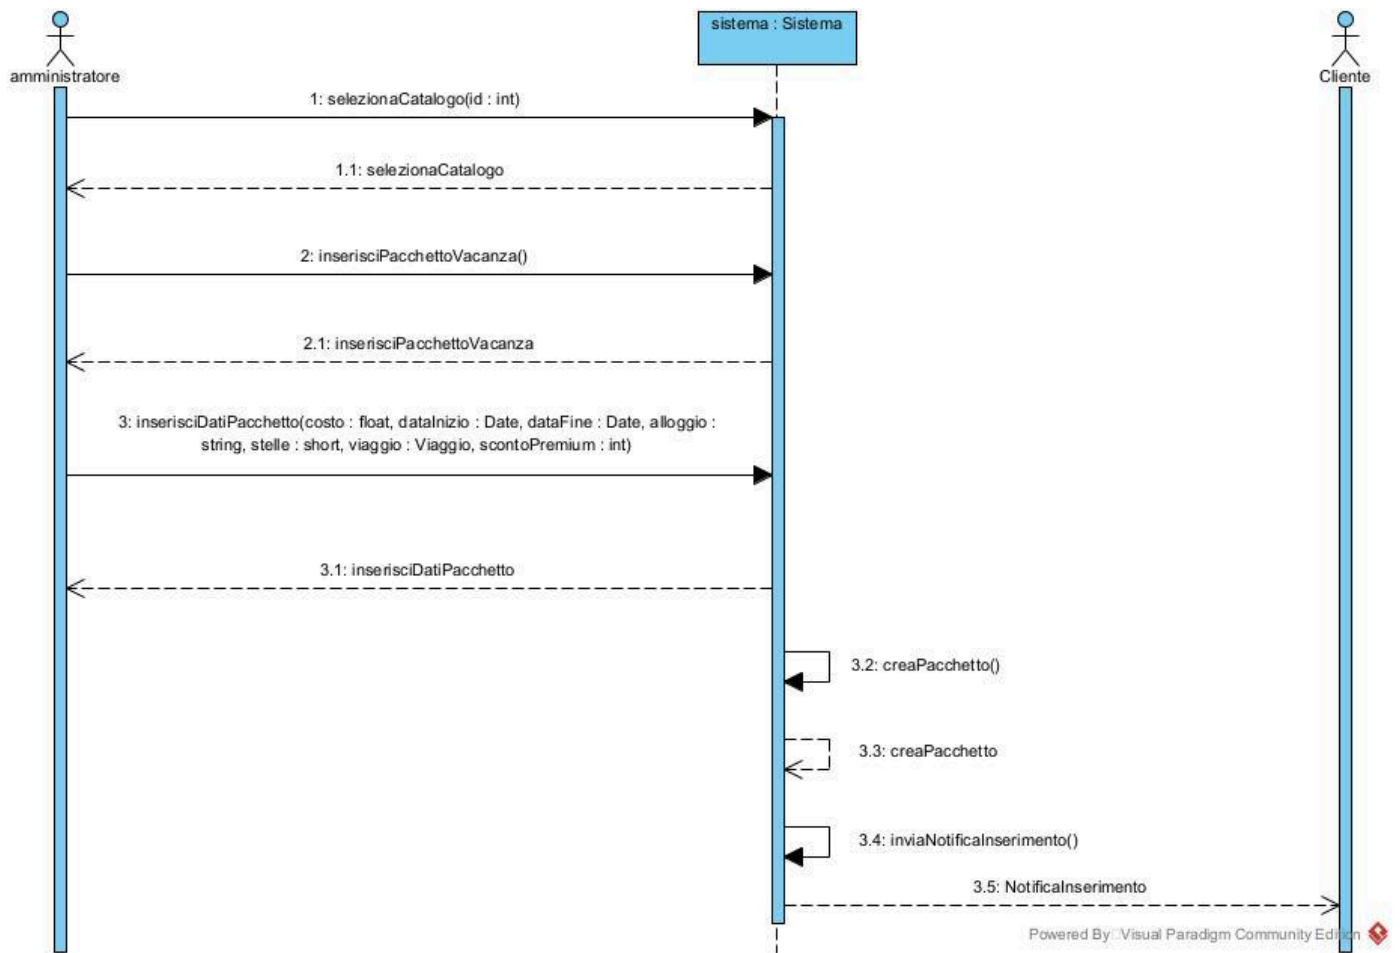 sistema : Sistema
amministratore
Cliente
1: selezionaCatalogo(id : int)
1.1: selezionaCatalogo
2: inserisciPacchettoVacanza()
2.1: inserisciPacchettoVacanza
3: inserisciDatiPacchetto(costo : float, dataInizio : Date, dataFine : Date, alloggio :
string, stelle : short, viaggio : Viaggio, scontoPremium : int)
3.1: inserisciDatiPacchetto
3.2: creaPacchetto()
3.3: creaPacchetto
3.4: inviaNotificaInserimento()
3.5: NotificaInserimento
Powered By Visual Paradigm Community Edition